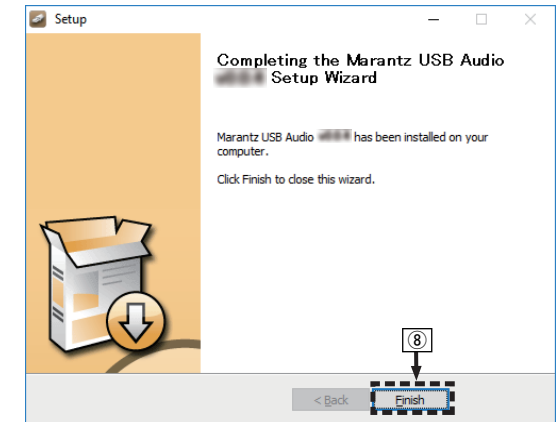 Setup
Completing the Marantz USB Audio
Setup Wizard
Marantz USB Audio has been installed on your
computer.
Click Finish to close this wizard.
⑧
< Back
Finish